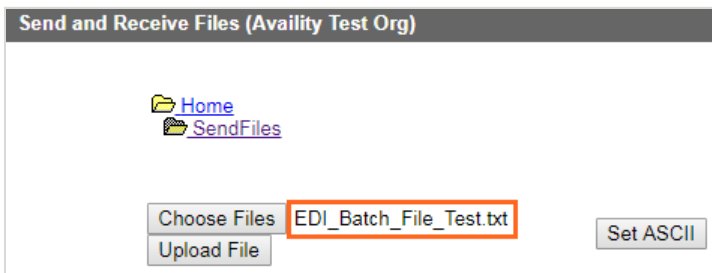 Send and Receive Files (Availity Test Org)
Home
SendFiles
Choose Files EDI_Batch_File_Test.txt
Set ASCII
Upload File